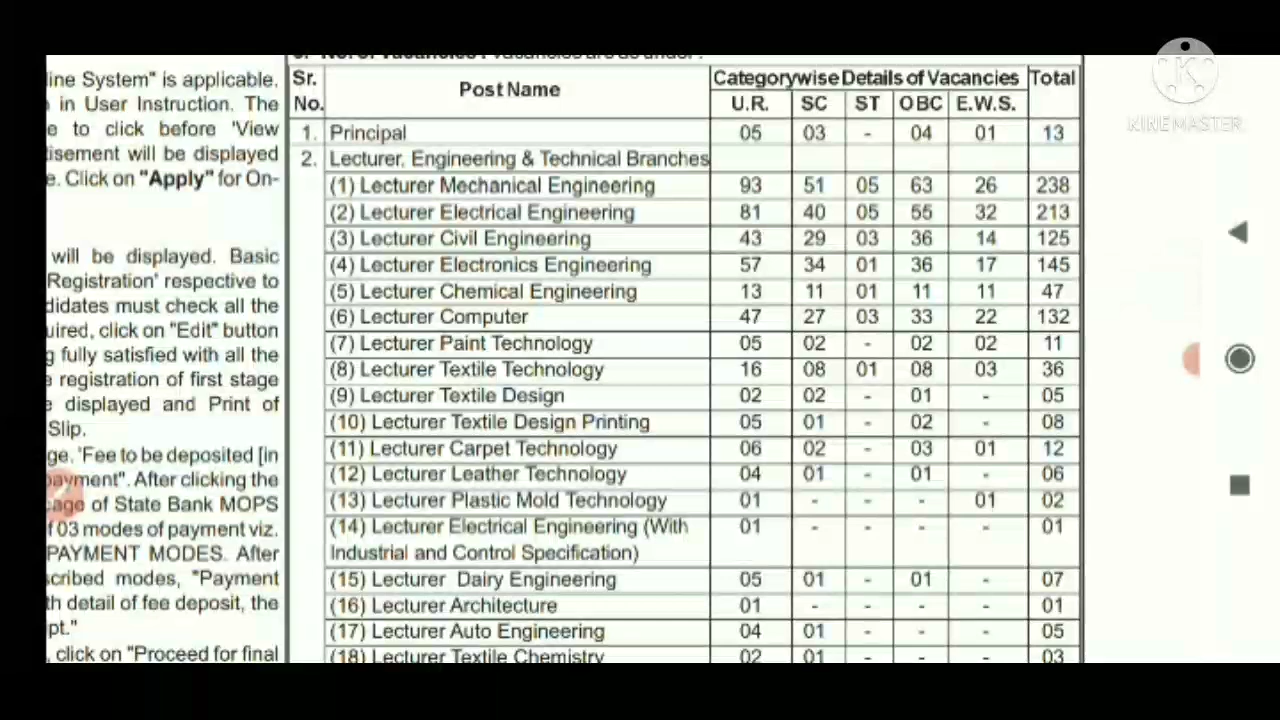 line System" is applicable.
in User Instruction. The
e to click before 'View
isement will be displayed
e. Click on "Apply" for On-
will be displayed. Basic
Registration' respective to
didates must check all the
uired, click on "Edit" button
g fully satisfied with all the
e registration of first stage
e displayed and Print of
Slip.
ge, 'Fee to be deposited [in
payment". After clicking the
age of State Bank MOPS
f 03 modes of payment viz.
PAYMENT MODES. After
scribed modes, "Payment
th detail of fee deposit, the
pt."
, click on "Proceed for final
Sr. No. Post Name Categorywise Details of Vacancies Total
U.R. SC ST OBC E.W.S.
1. Principal 05 03 - 04 01 13
2. Lecturer, Engineering & Technical Branches
(1) Lecturer Mechanical Engineering 93 51 05 63 26 238
(2) Lecturer Electrical Engineering 81 40 05 55 32 213
(3) Lecturer Civil Engineering 43 29 03 36 14 125
(4) Lecturer Electronics Engineering 57 34 01 36 17 145
(5) Lecturer Chemical Engineering 13 11 01 11 11 47
(6) Lecturer Computer 47 27 03 33 22 132
(7) Lecturer Paint Technology 05 02 - 02 02 11
(8) Lecturer Textile Technology 16 08 01 08 03 36
(9) Lecturer Textile Design 02 02 - 01 - 05
(10) Lecturer Textile Design Printing 05 01 - 02 - 08
(11) Lecturer Carpet Technology 06 02 - 03 01 12
(12) Lecturer Leather Technology 04 01 - 01 - 06
(13) Lecturer Plastic Mold Technology 01 - - - 01 02
(14) Lecturer Electrical Engineering (With 01 - - - - 01
Industrial and Control Specification)
(15) Lecturer Dairy Engineering 05 01 - 01 - 07
(16) Lecturer Architecture 01 - - - - 01
(17) Lecturer Auto Engineering 04 01 - - - 05
(18) Lecturer Textile Chemistry 02 01 - - - 03
KINEMASTER